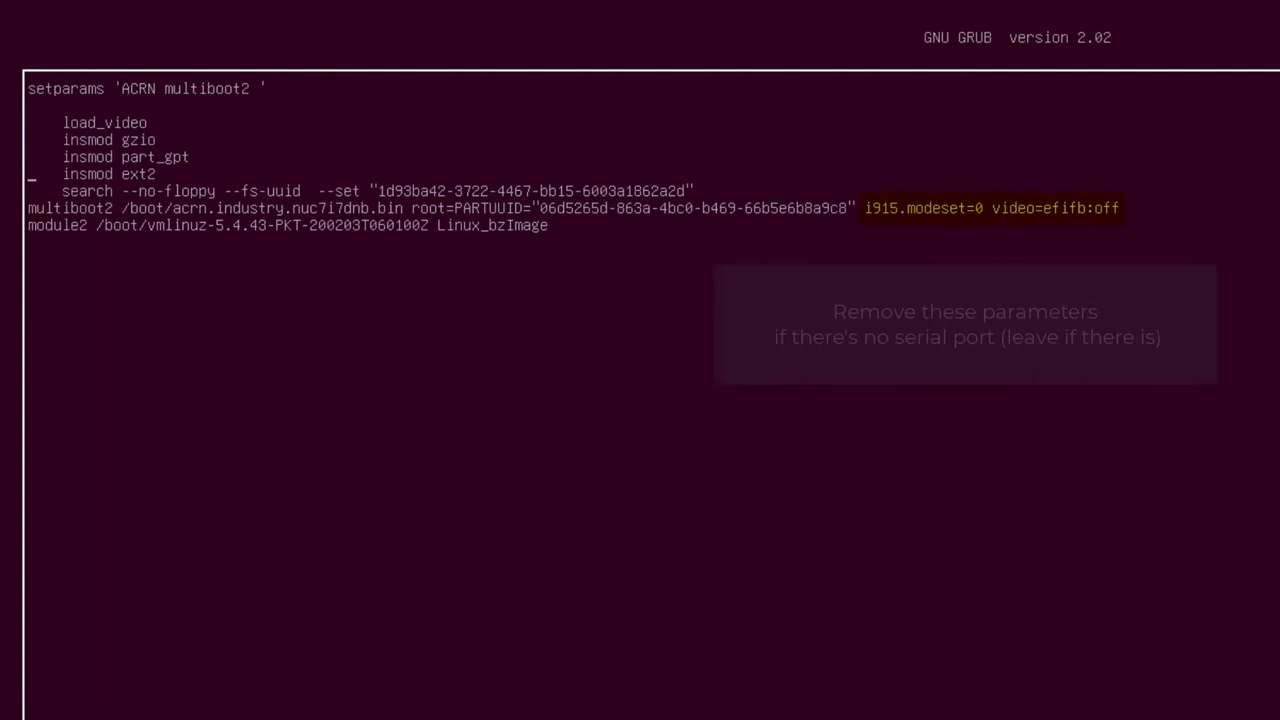 GNU GRUB  version 2.02
setparams 'ACRN multiboot2 '
load_video
insmod gzio
insmod part_gpt
insmod ext2
search --no-floppy --fs-uuid  --set "1d93ba42-3722-4467-bb15-6003a1862a2d"
multiboot2 /boot/acrn.industry.nuc7i7dnb.bin root=PARTUUID="06d5265d-863a-4bc0-b469-66b5e6b8a9c8" i915.modeset=0 video=efifb:off
module2 /boot/vmlinuz-5.4.43-PKT-200203T060100Z Linux_bzImage
Remove these parameters
if there's no serial port (leave if there is)